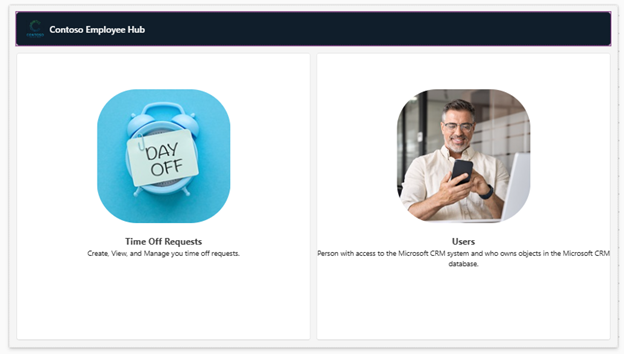 Contoso Employee Hub
DAY
OFF
Time Off Requests
Create, View, and Manage you time off requests.
Users
Person with access to the Microsoft CRM system and who owns objects in the Microsoft CRM
database.